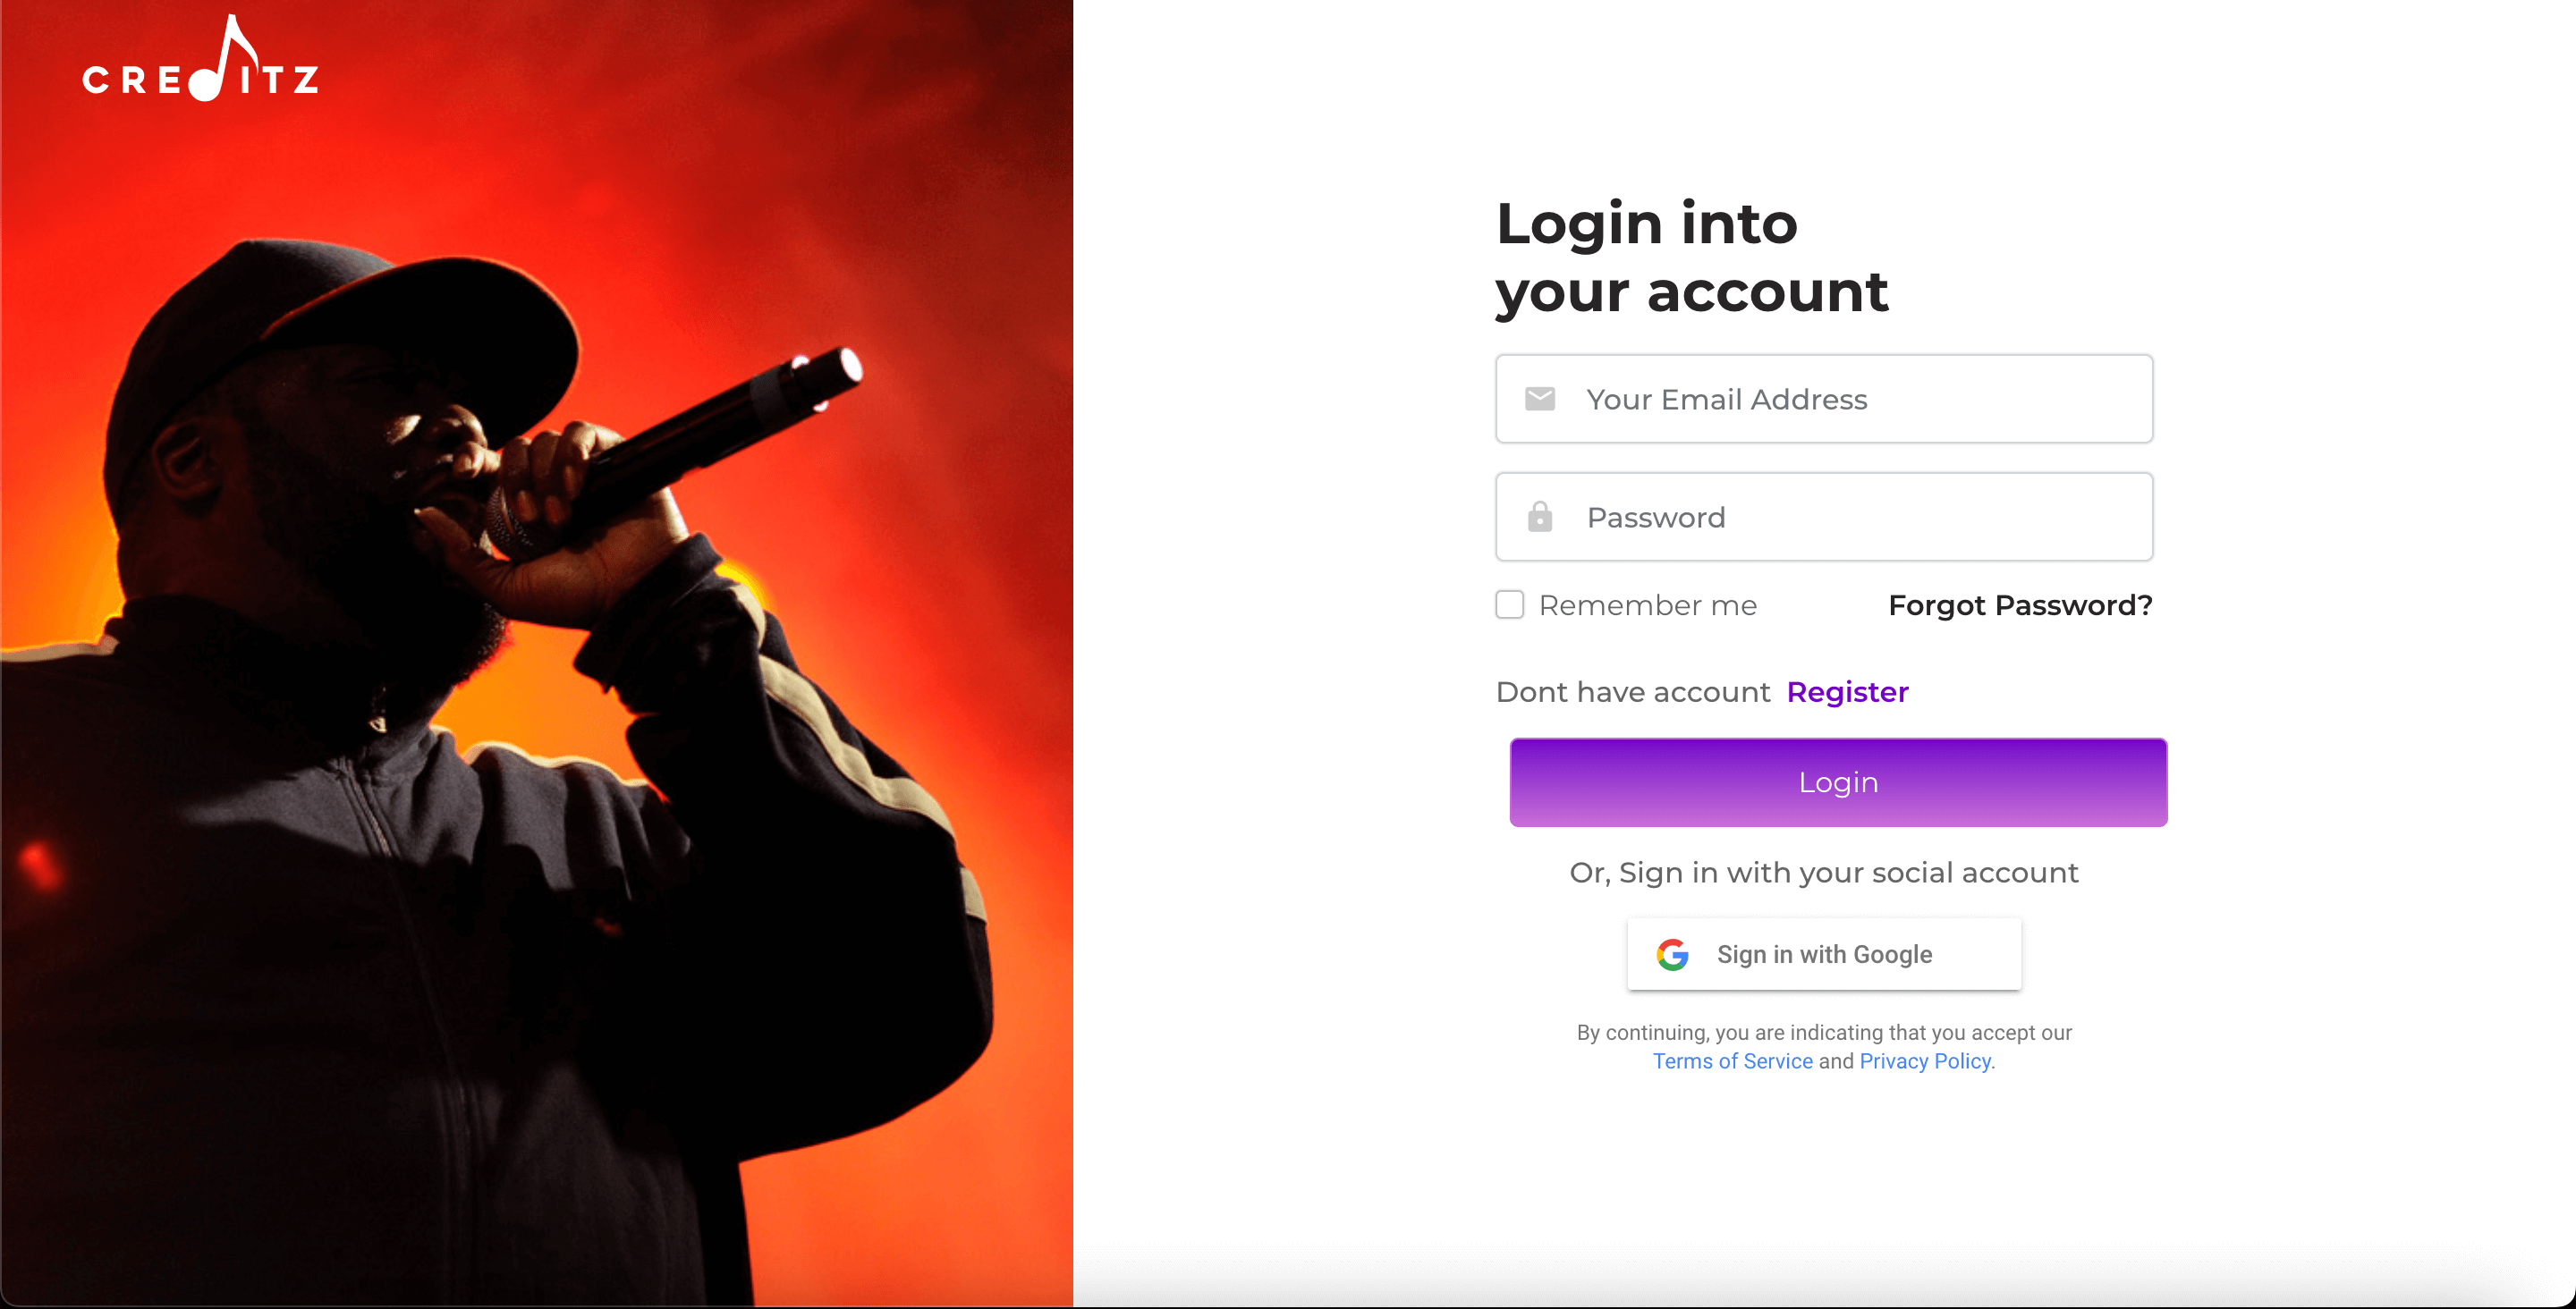 CREDITZ
Login into
your account
Your Email Address
Password
Remember me
Forgot Password?
Dont have account Register
Login
Or, Sign in with your social account
Sign in with Google
By continuing, you are indicating that you accept our
Terms of Service and Privacy Policy.